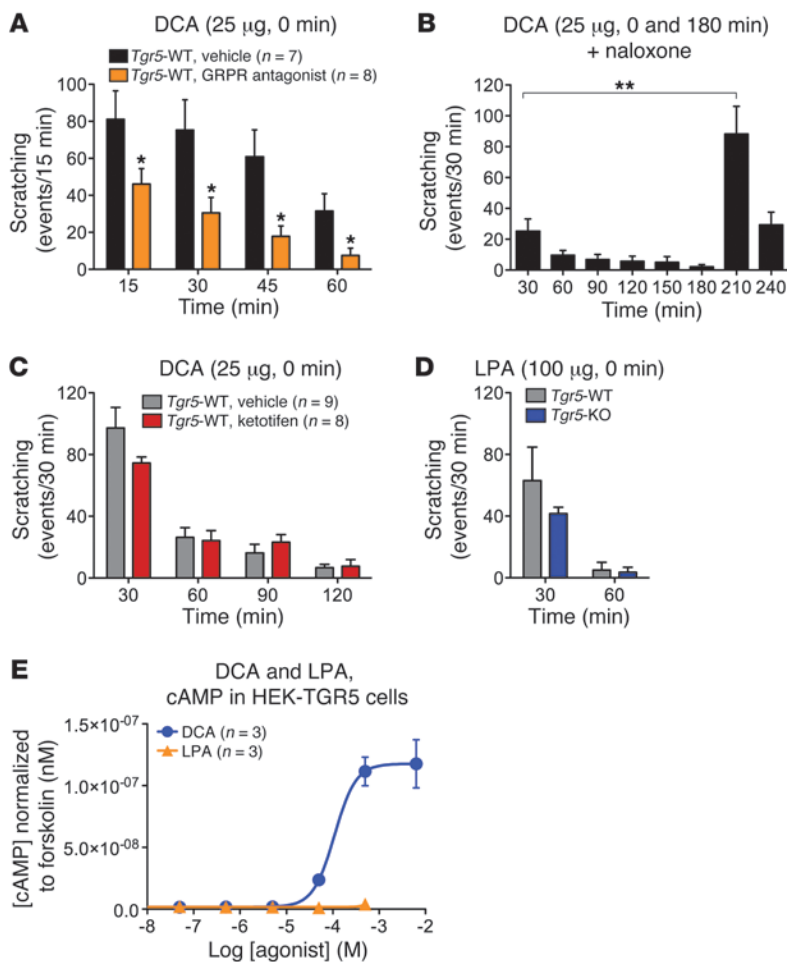 A
DCA (25 μg, 0 min)
Tgr5-WT, vehicle (n = 7)
Tgr5-WT, GRPR antagonist (n = 8)
Scratching
(events/15 min)
100
80
60
40
20
0
* * * *
15 30 45 60
Time (min)
B
DCA (25 μg, 0 and 180 min)
+ naloxone
Scratching
(events/30 min)
120
100
80
60
40
20
0
**
30 60 90 120 150 180 210 240
Time (min)
C
DCA (25 μg, 0 min)
Tgr5-WT, vehicle (n = 9)
Tgr5-WT, ketotifen (n = 8)
Scratching
(events/30 min)
120
80
40
0
30 60 90 120
Time (min)
D
LPA (100 μg, 0 min)
Tgr5-WT
Tgr5-KO
Scratching
(events/30 min)
120
80
40
0
30 60
Time (min)
E
DCA and LPA,
cAMP in HEK-TGR5 cells
DCA (n = 3)
LPA (n = 3)
[cAMP] normalized
to forskolin (nM)
1.5×10⁻⁰⁷
1.0×10⁻⁰⁷
5.0×10⁻⁰⁸
0.0
-8 -7 -6 -5 -4 -3 -2
Log [agonist] (M)